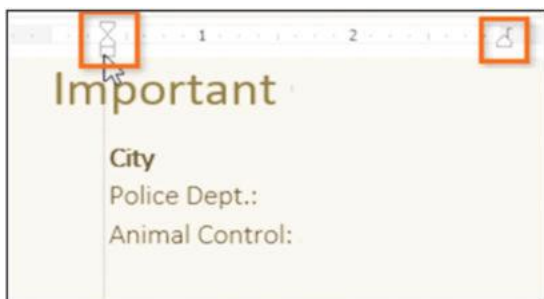 1 2
Important
City
Police Dept.:
Animal Control: